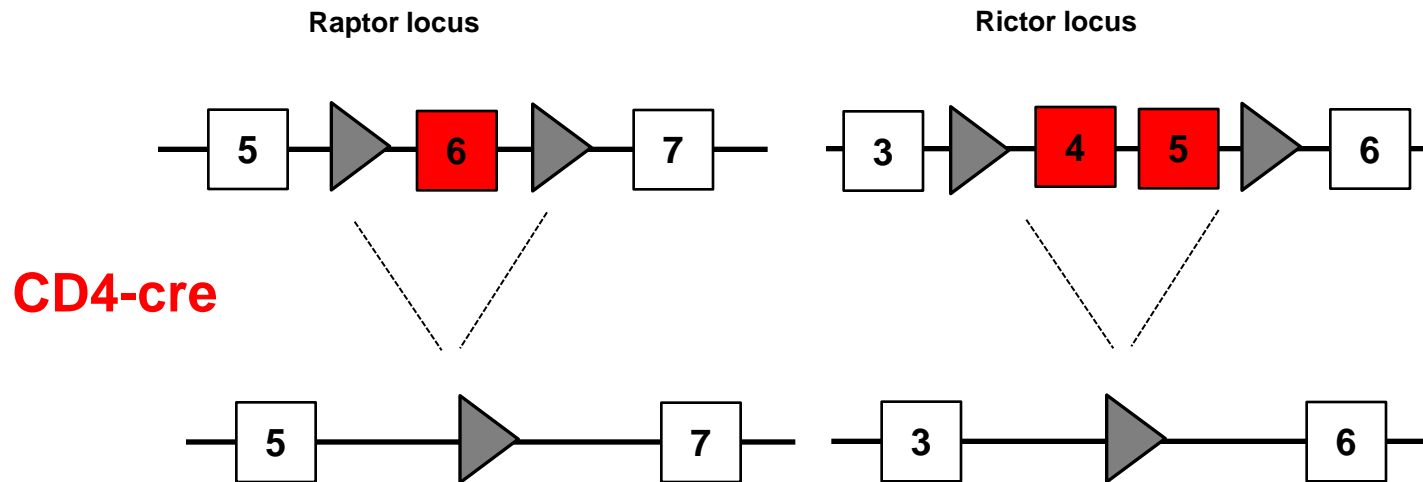 Raptor locus
Rictor locus
5 6 7
3 4 5 6
CD4-cre
5 7
3 6